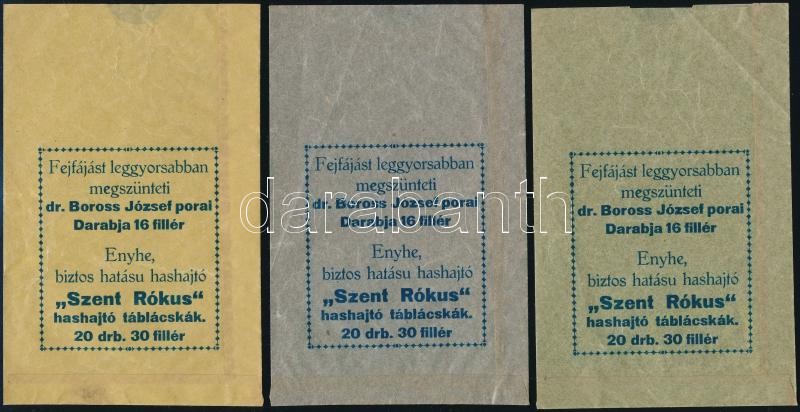 Fejfájást leggyorsabban
megszünteti
dr. Boross József porai
Darabja 16 fillér
Enyhe,
biztos hatásu hashajtó
„Szent Rókus“
hashajtó táblácskák.
20 drb. 30 fillér
Fejfájást leggyorsabban
megszünteti
dr. Boross József porai
Darabja 16 fillér
Enyhe,
biztos hatásu hashajtó
„Szent Rókus“
hashajtó táblácskák.
20 drb. 30 fillér
Fejfájást leggyorsabban
megszünteti
dr. Boross József porai
Darabja 16 fillér
Enyhe,
biztos hatásu hashajtó
„Szent Rókus“
hashajtó táblácskák.
20 drb. 30 fillér
darabanth